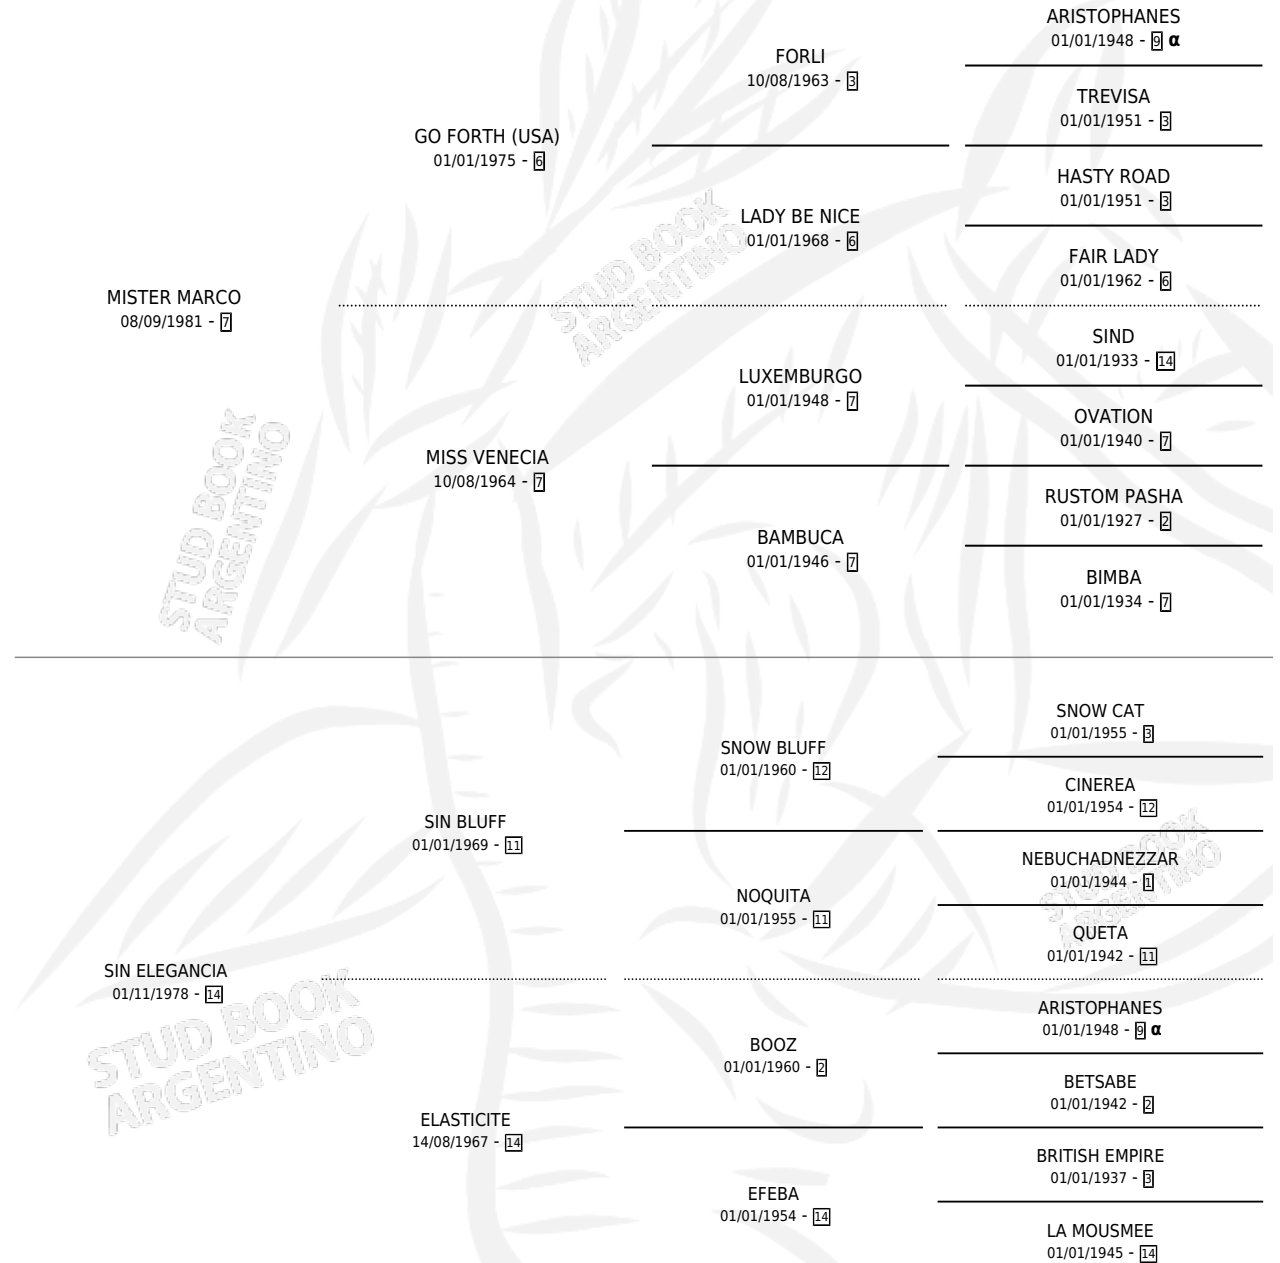 ARISTOPHANES
01/01/1948 - 9 α
FORLI
10/08/1963 - 3
TREVISA
01/01/1951 - 3
GO FORTH (USA)
01/01/1975 - 6
HASTY ROAD
01/01/1951 - 3
LADY BE NICE
01/01/1968 - 6
FAIR LADY
01/01/1962 - 6
MISTER MARCO
08/09/1981 - 7
SIND
01/01/1933 - 14
LUXEMBURGO
01/01/1948 - 7
OVATION
01/01/1940 - 7
MISS VENECIA
10/08/1964 - 7
RUSTOM PASHA
01/01/1927 - 2
BAMBUCA
01/01/1946 - 7
BIMBA
01/01/1934 - 7
SNOW CAT
01/01/1955 - 3
SNOW BLUFF
01/01/1960 - 12
CINEREA
01/01/1954 - 12
SIN BLUFF
01/01/1969 - 11
NEBUCHADNEZZAR
01/01/1944 - 1
NOQUITA
01/01/1955 - 11
QUETA
01/01/1942 - 11
SIN ELEGANCIA
01/11/1978 - 14
ARISTOPHANES
01/01/1948 - 9 α
BOOZ
01/01/1960 - 2
BETSABE
01/01/1942 - 2
ELASTICITE
14/08/1967 - 14
BRITISH EMPIRE
01/01/1937 - 3
EFEBA
01/01/1954 - 14
LA MOUSMEE
01/01/1945 - 14
STUD BOOK
ARGENTINO
STUD BOOK
ARGENTINO
STUD BOOK
ARGENTINO
STUD BOOK
ARGENTINO